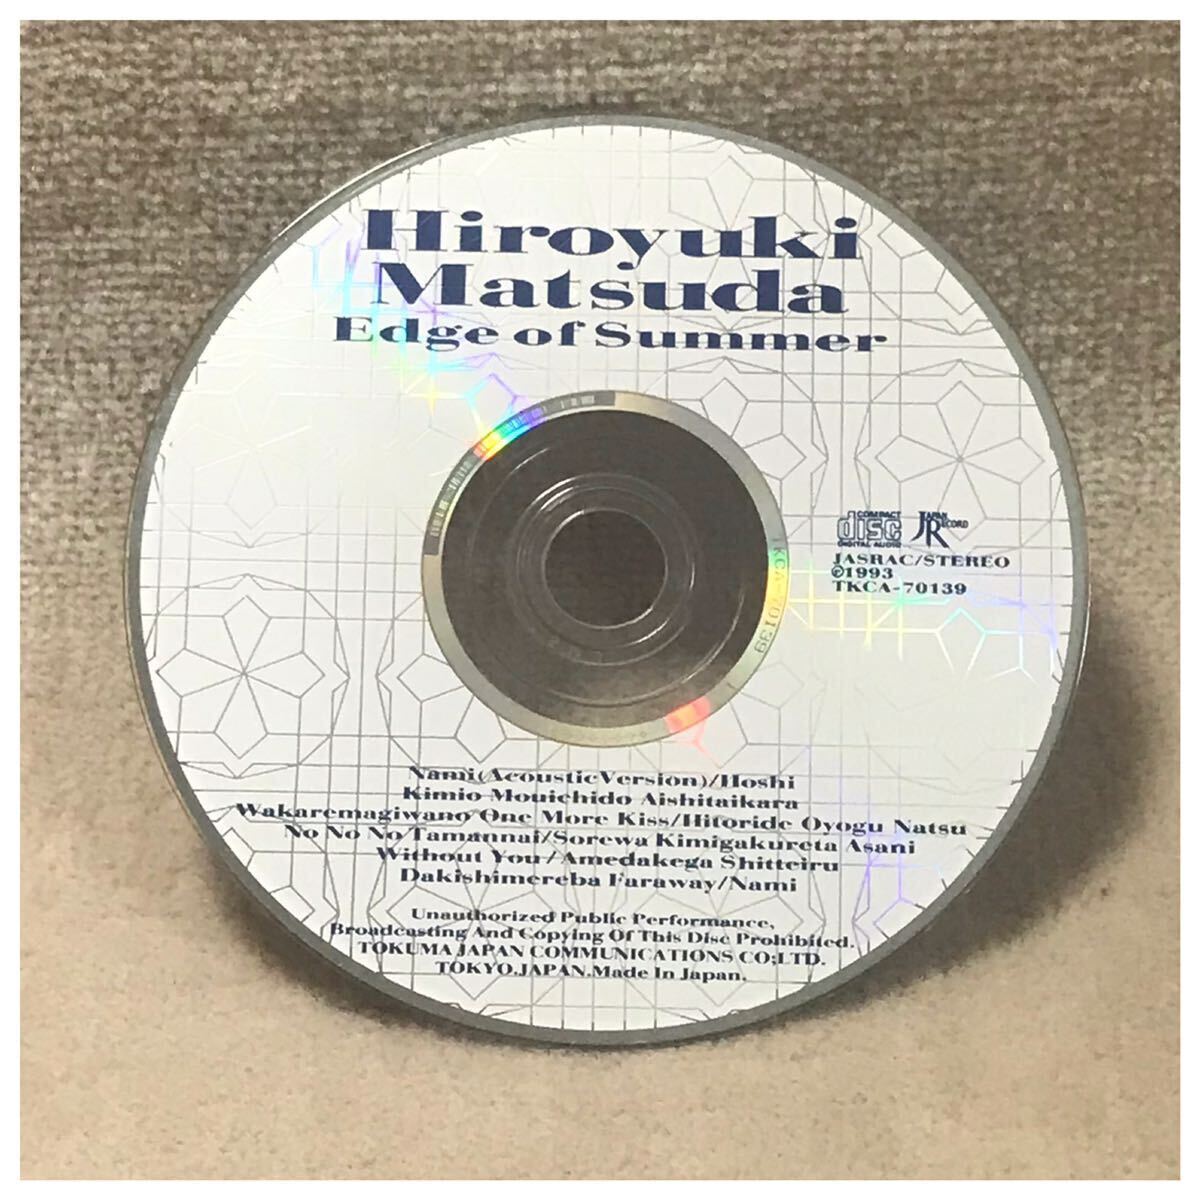 Hiroyuki
Matsuda
Edge of Summer
COMPACT
disc
DIGITAL AUDIO
JAPAN
RECORD
JR
JASRAC/STEREO
©1993
TKCA-70139
TKCA-70139
Nami(Acoustic Version)/Hoshi
Kimio Mouichido Aishitaikara
Wakaremagiwano One More Kiss/Hitoride Oyogu Natsu
No No No Tamannai/Sorewa Kimigakureta Asani
Without You/Amedakega Shitteiru
Dakishimereba Faraway/Nami
Unauthorized Public Performance,
Broadcasting And Copying Of This Disc Prohibited.
TOKUMA JAPAN COMMUNICATIONS CO;LTD.
TOKYO.JAPAN.Made In Japan.